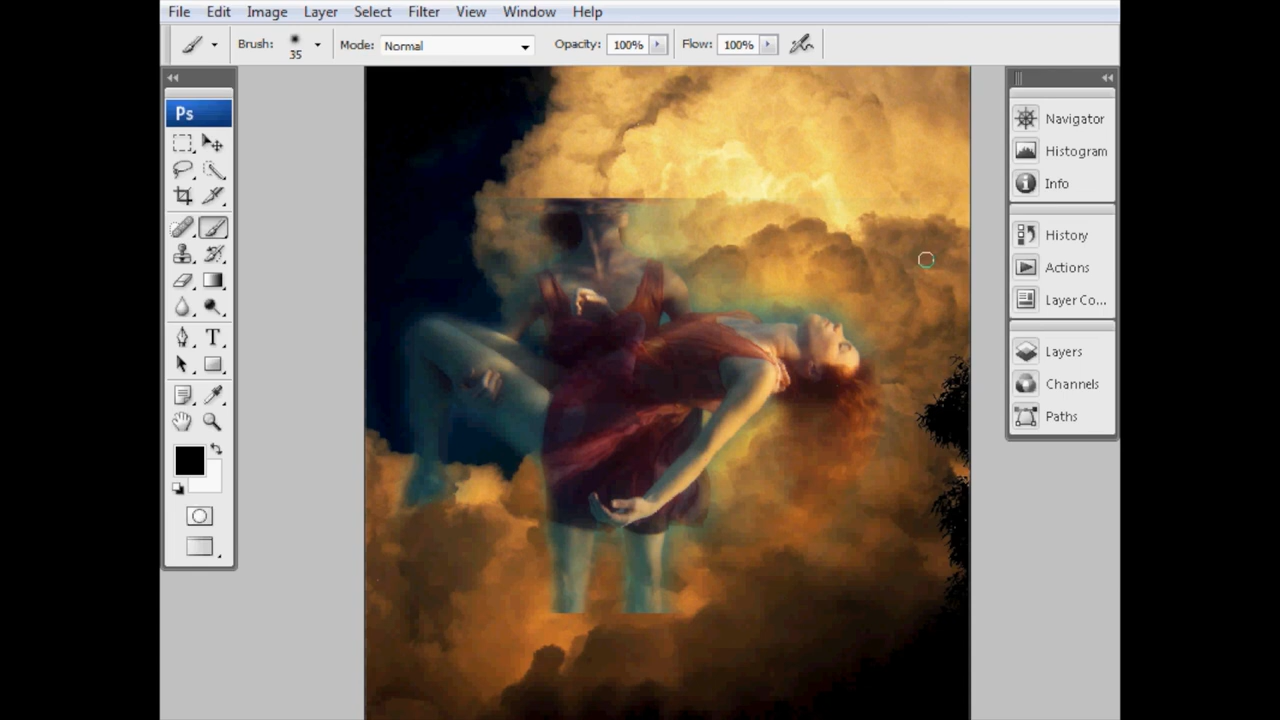 File Edit Image Layer Select Filter View Window Help
Brush: 35 Mode: Normal Opacity: 100% Flow: 100%
Ps
T
Navigator
Histogram
Info
History
Actions
Layer Co...
Layers
Channels
Paths